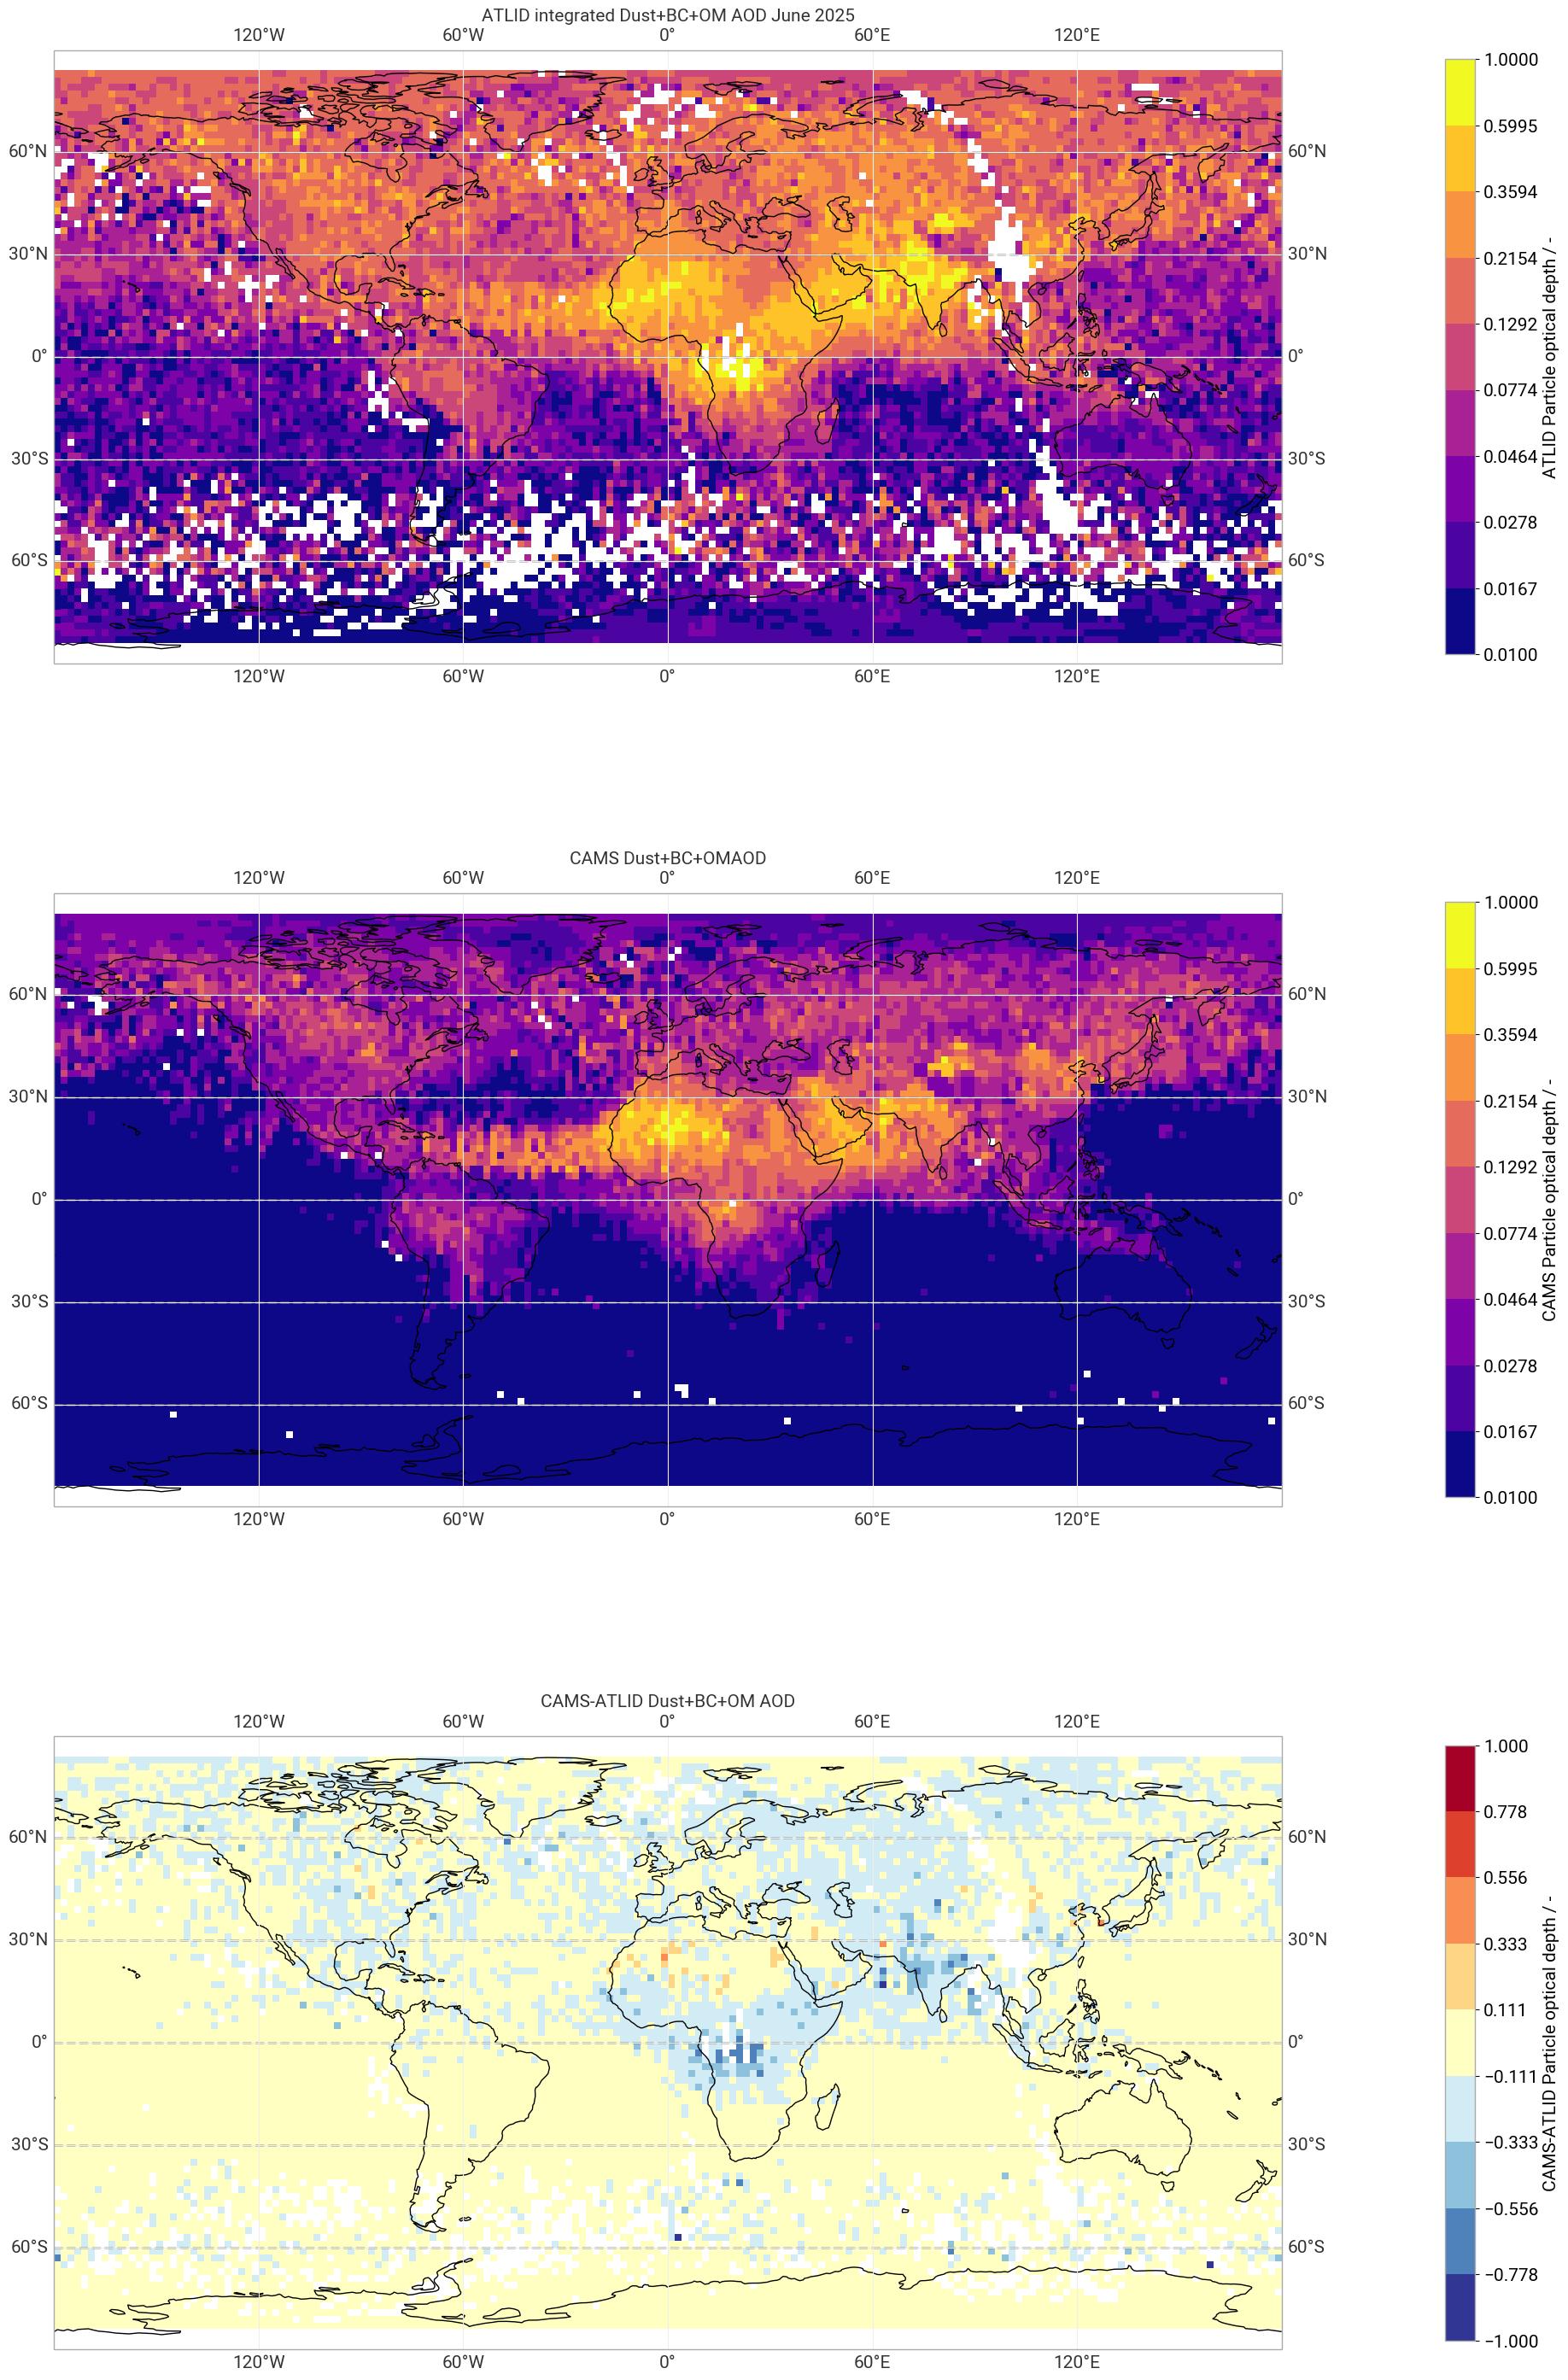 ATLID integrated Dust+BC+OM AOD June 2025
120°W 60°W 0° 60°E 120°E
60°N 60°N
30°N 30°N
0° 0°
30°S 30°S
60°S 60°S
120°W 60°W 0° 60°E 120°E
1.0000
0.5995
0.3594
0.2154
0.1292
0.0774
0.0464
0.0278
0.0167
0.0100
ATLID Particle optical depth / -
CAMS Dust+BC+OMAOD
120°W 60°W 0° 60°E 120°E
60°N 60°N
30°N 30°N
0° 0°
30°S 30°S
60°S 60°S
120°W 60°W 0° 60°E 120°E
1.0000
0.5995
0.3594
0.2154
0.1292
0.0774
0.0464
0.0278
0.0167
0.0100
CAMS Particle optical depth / -
CAMS-ATLID Dust+BC+OM AOD
120°W 60°W 0° 60°E 120°E
60°N 60°N
30°N 30°N
0° 0°
30°S 30°S
60°S 60°S
120°W 60°W 0° 60°E 120°E
1.000
0.778
0.556
0.333
0.111
−0.111
−0.333
−0.556
−0.778
−1.000
CAMS-ATLID Particle optical depth / -